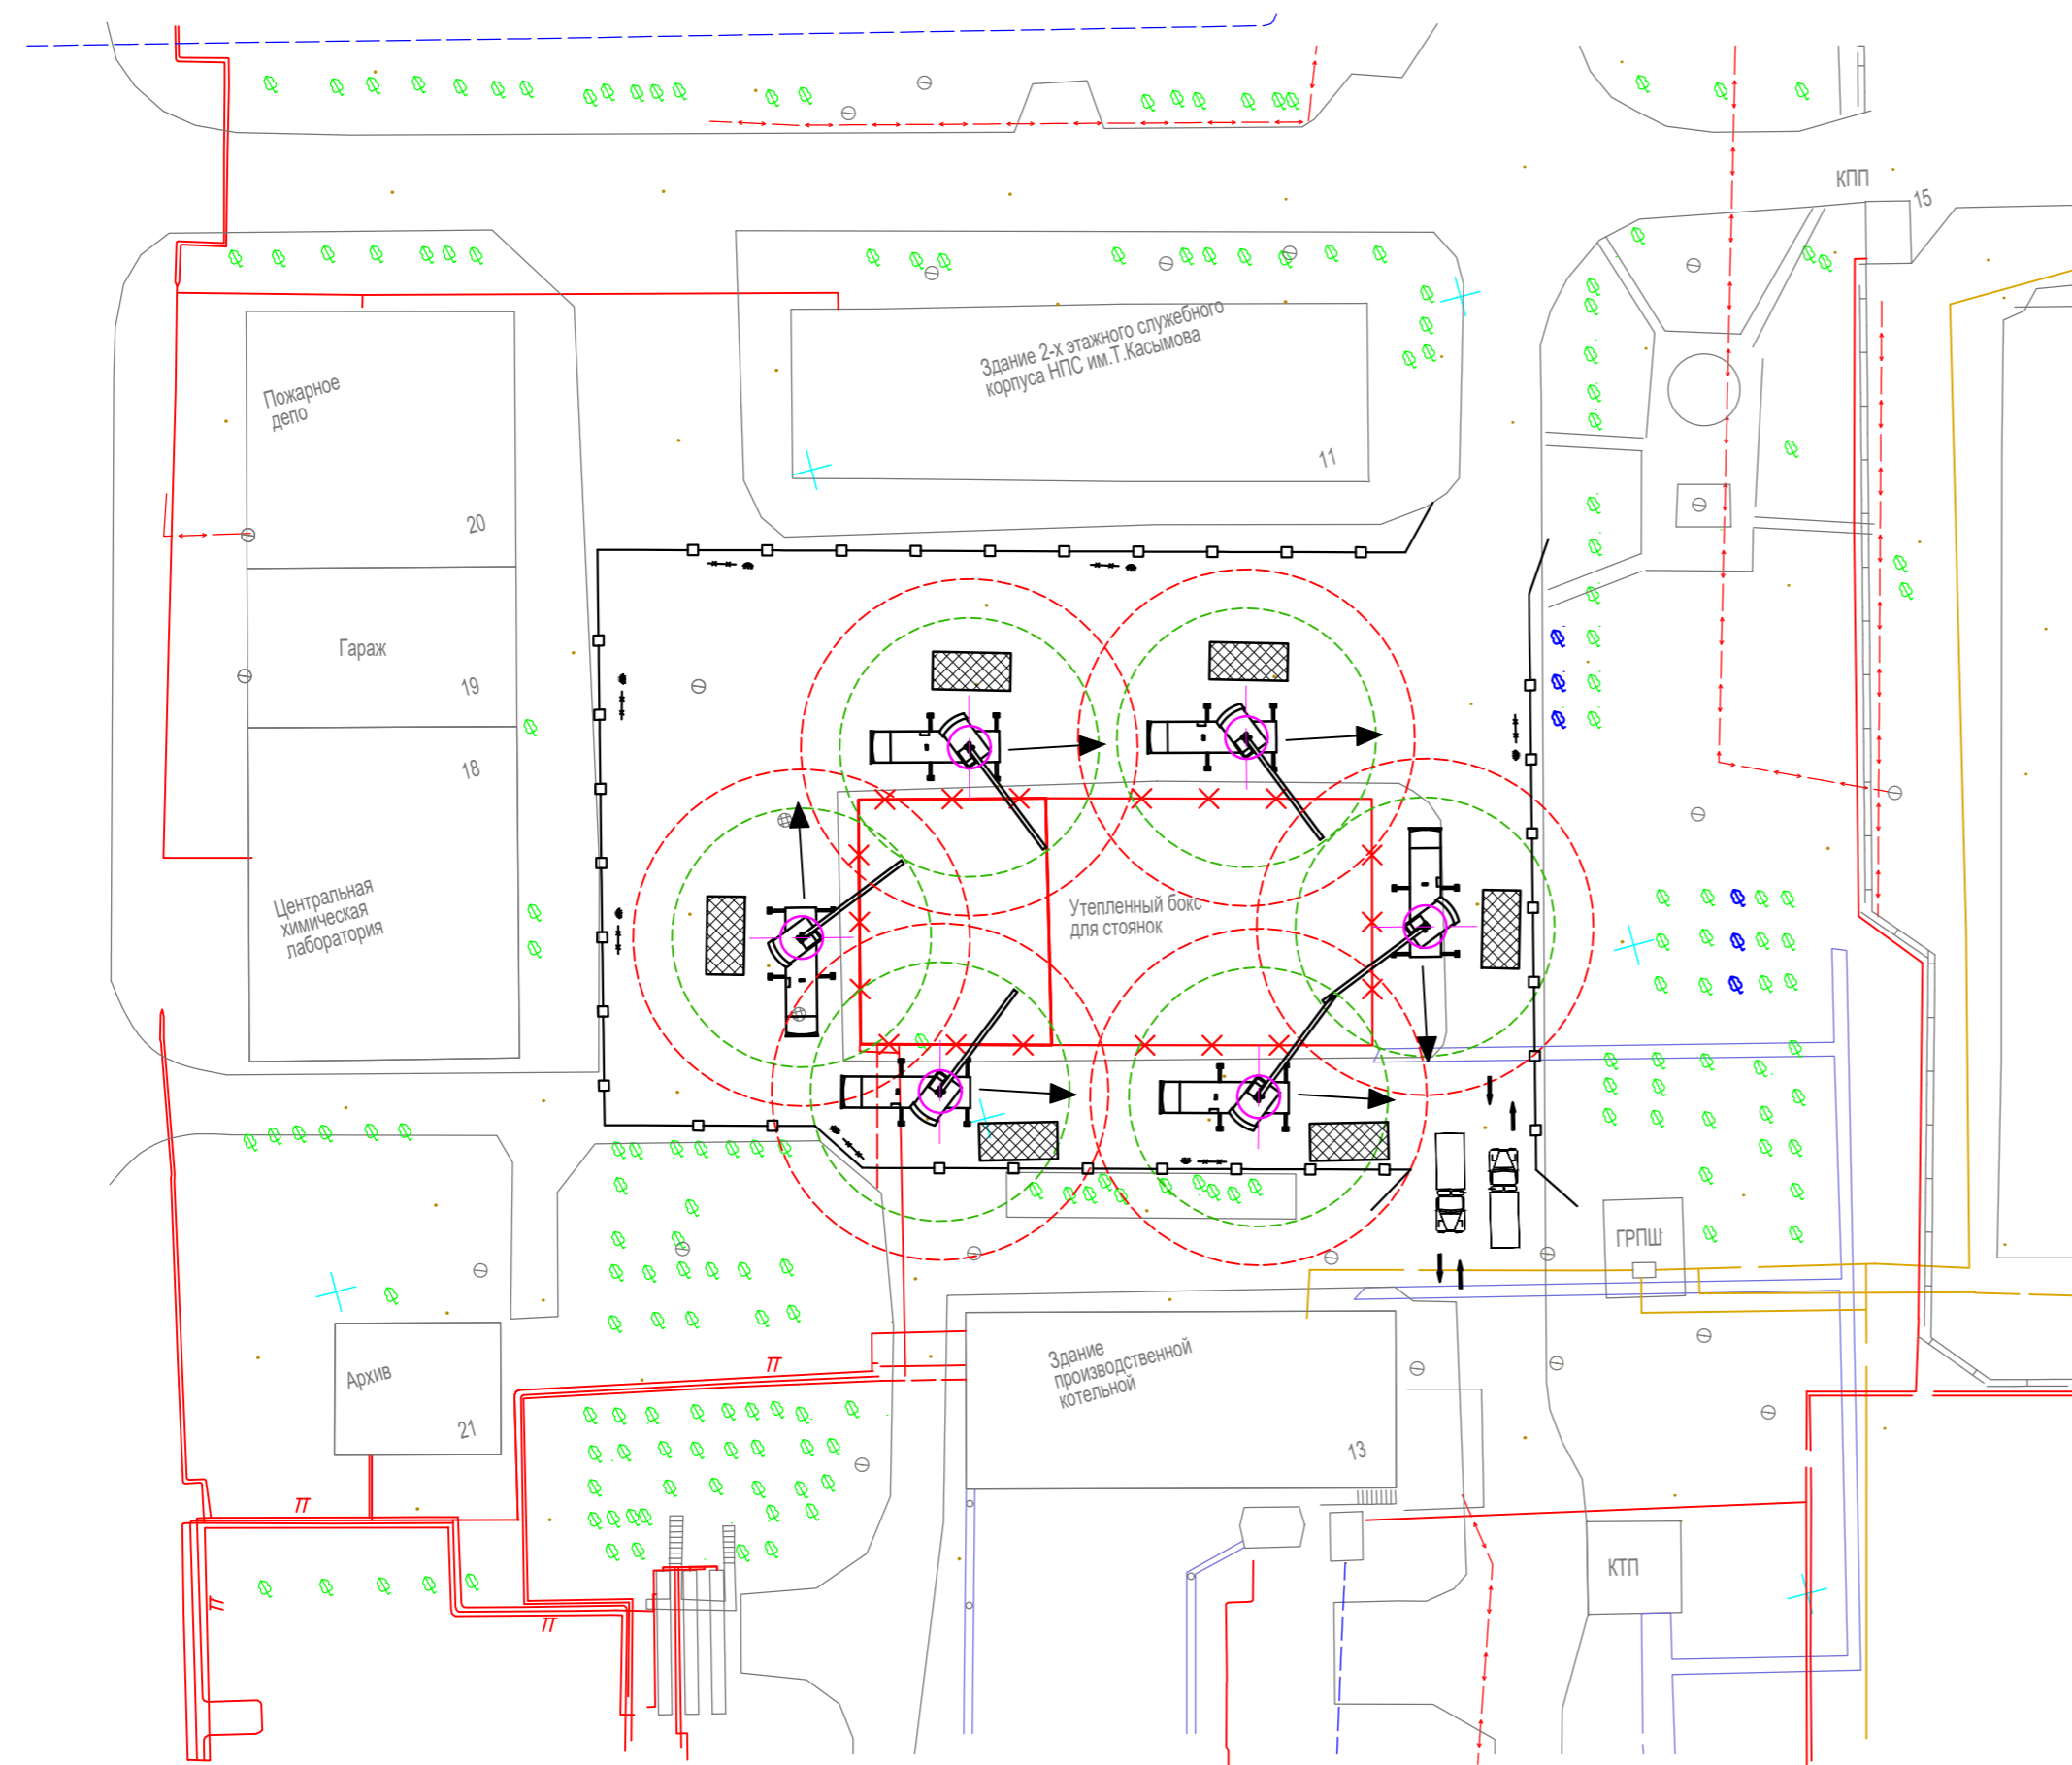 КПП
15
Здание 2-х этажного служебного
корпуса НПС им.Т.Касымова
11
Пожарное
депо
20
Гараж
19
18
Центральная
химическая
лаборатория
Утепленный бокс
для стоянок
ГРПШ
Здание
производственной
котельной
13
Архив
21
КТП